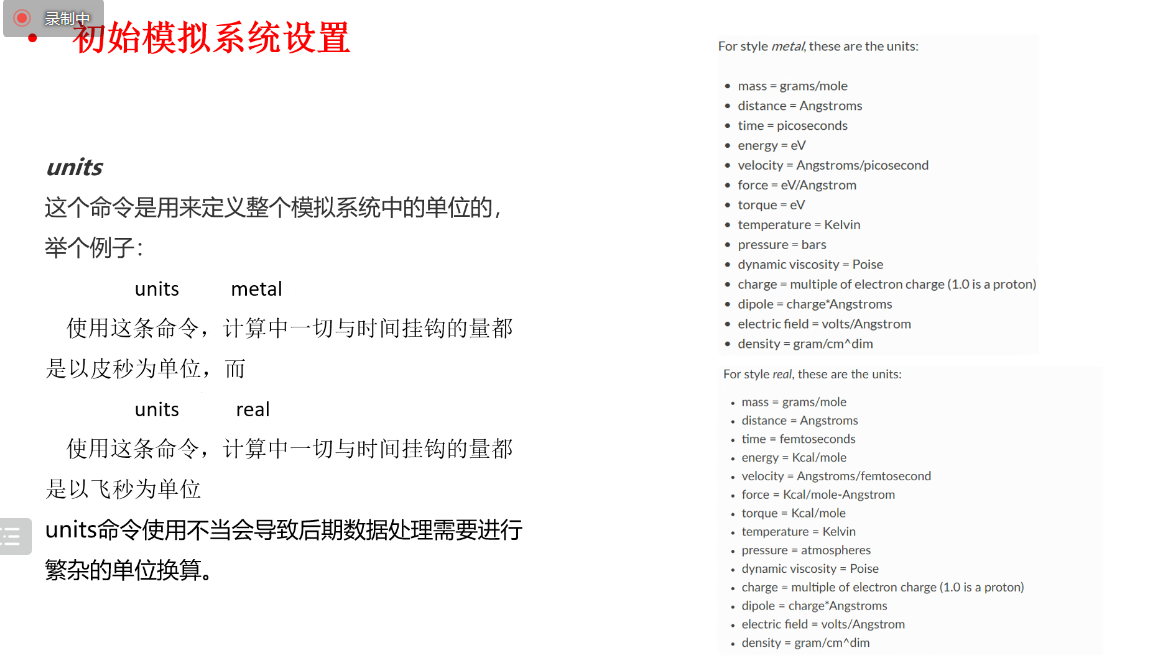 录制中
• 初始模拟系统设置
units
这个命令是用来定义整个模拟系统中的单位的，
举个例子：
units metal
使用这条命令，计算中一切与时间挂钩的量都
是以皮秒为单位，而
units real
使用这条命令，计算中一切与时间挂钩的量都
是以飞秒为单位
units命令使用不当会导致后期数据处理需要进行
繁杂的单位换算。
For style metal, these are the units:
• mass = grams/mole
• distance = Angstroms
• time = picoseconds
• energy = eV
• velocity = Angstroms/picosecond
• force = eV/Angstrom
• torque = eV
• temperature = Kelvin
• pressure = bars
• dynamic viscosity = Poise
• charge = multiple of electron charge (1.0 is a proton)
• dipole = charge*Angstroms
• electric field = volts/Angstrom
• density = gram/cm^dim
For style real, these are the units:
• mass = grams/mole
• distance = Angstroms
• time = femtoseconds
• energy = Kcal/mole
• velocity = Angstroms/femtosecond
• force = Kcal/mole-Angstrom
• torque = Kcal/mole
• temperature = Kelvin
• pressure = atmospheres
• dynamic viscosity = Poise
• charge = multiple of electron charge (1.0 is a proton)
• dipole = charge*Angstroms
• electric field = volts/Angstrom
• density = gram/cm^dim